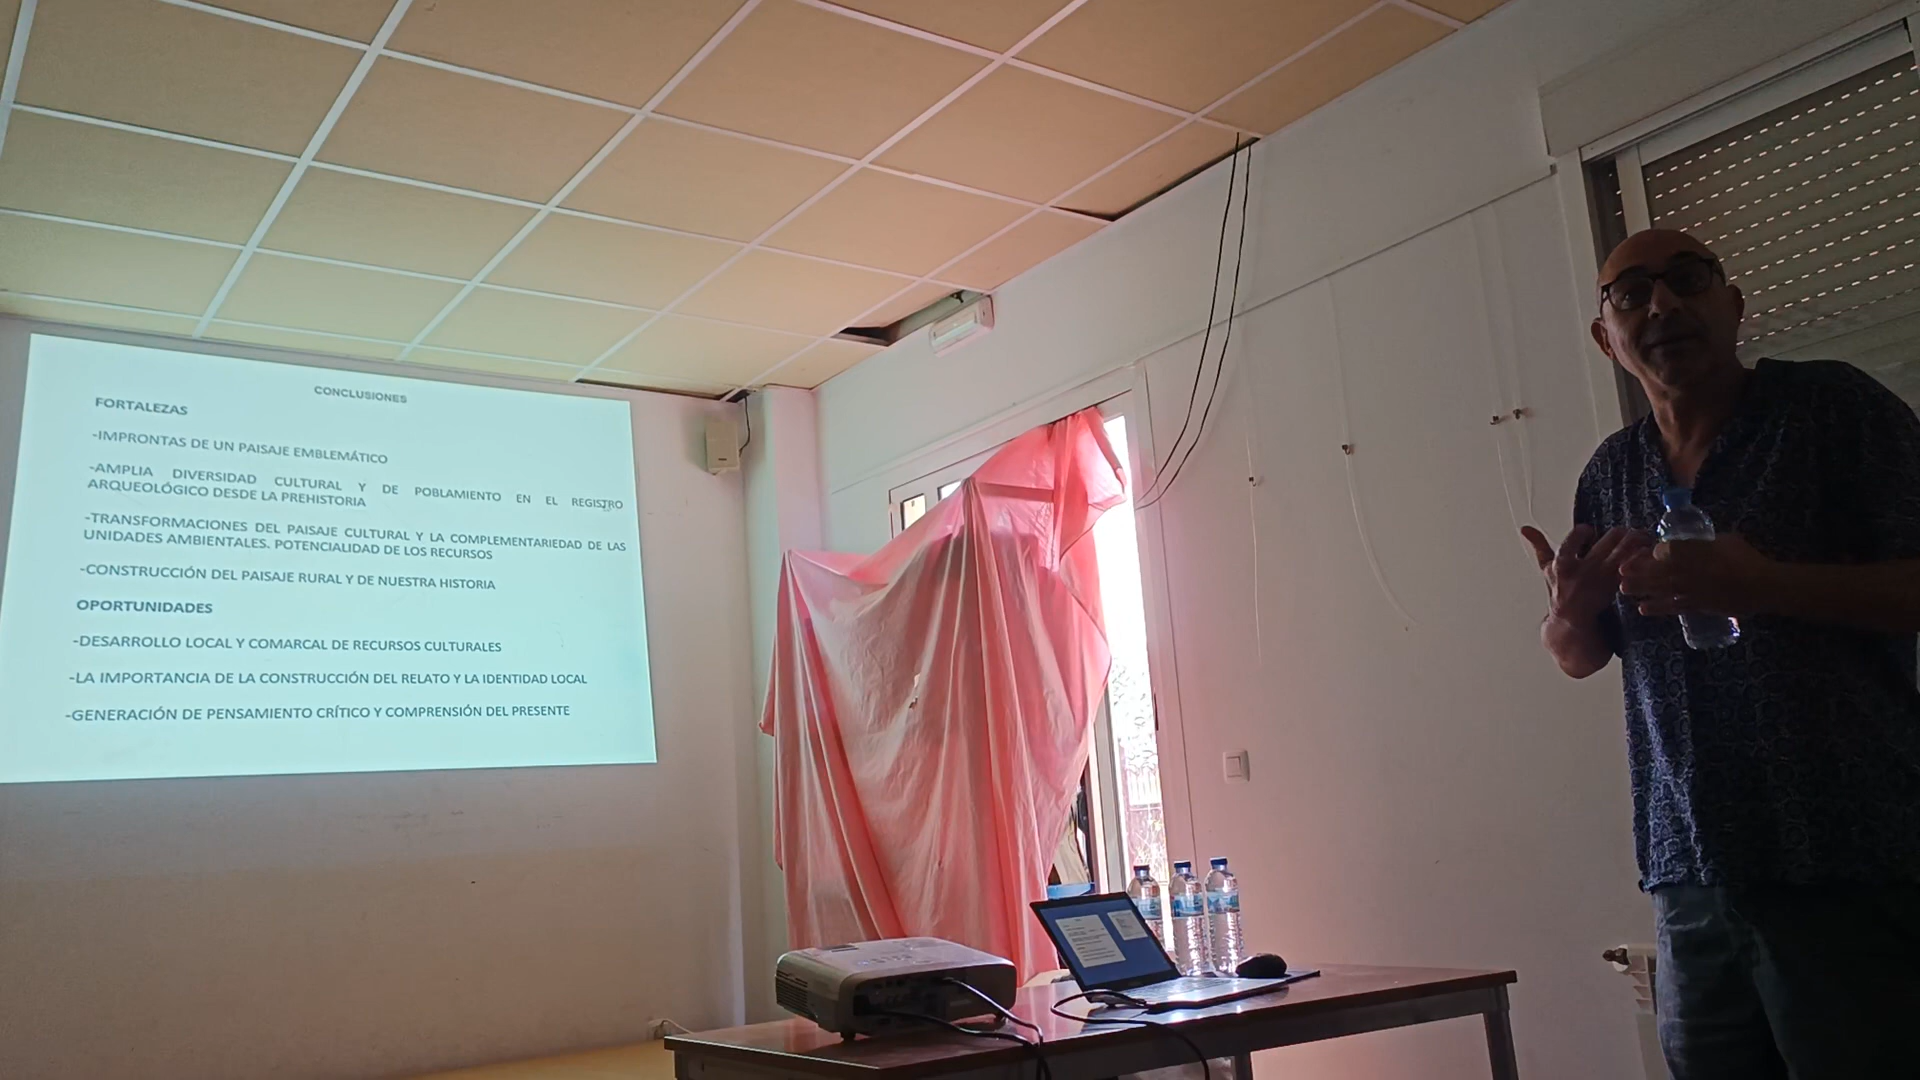 CONCLUSIONES
FORTALEZAS
-IMPRONTAS DE UN PAISAJE EMBLEMÁTICO
-AMPLIA DIVERSIDAD CULTURAL Y DE POBLAMIENTO EN EL REGISTRO
ARQUEOLÓGICO DESDE LA PREHISTORIA
-TRANSFORMACIONES DEL PAISAJE CULTURAL Y LA COMPLEMENTARIEDAD DE LAS
UNIDADES AMBIENTALES. POTENCIALIDAD DE LOS RECURSOS
-CONSTRUCCIÓN DEL PAISAJE RURAL Y DE NUESTRA HISTORIA
OPORTUNIDADES
-DESARROLLO LOCAL Y COMARCAL DE RECURSOS CULTURALES
-LA IMPORTANCIA DE LA CONSTRUCCIÓN DEL RELATO Y LA IDENTIDAD LOCAL
-GENERACIÓN DE PENSAMIENTO CRÍTICO Y COMPRENSIÓN DEL PRESENTE